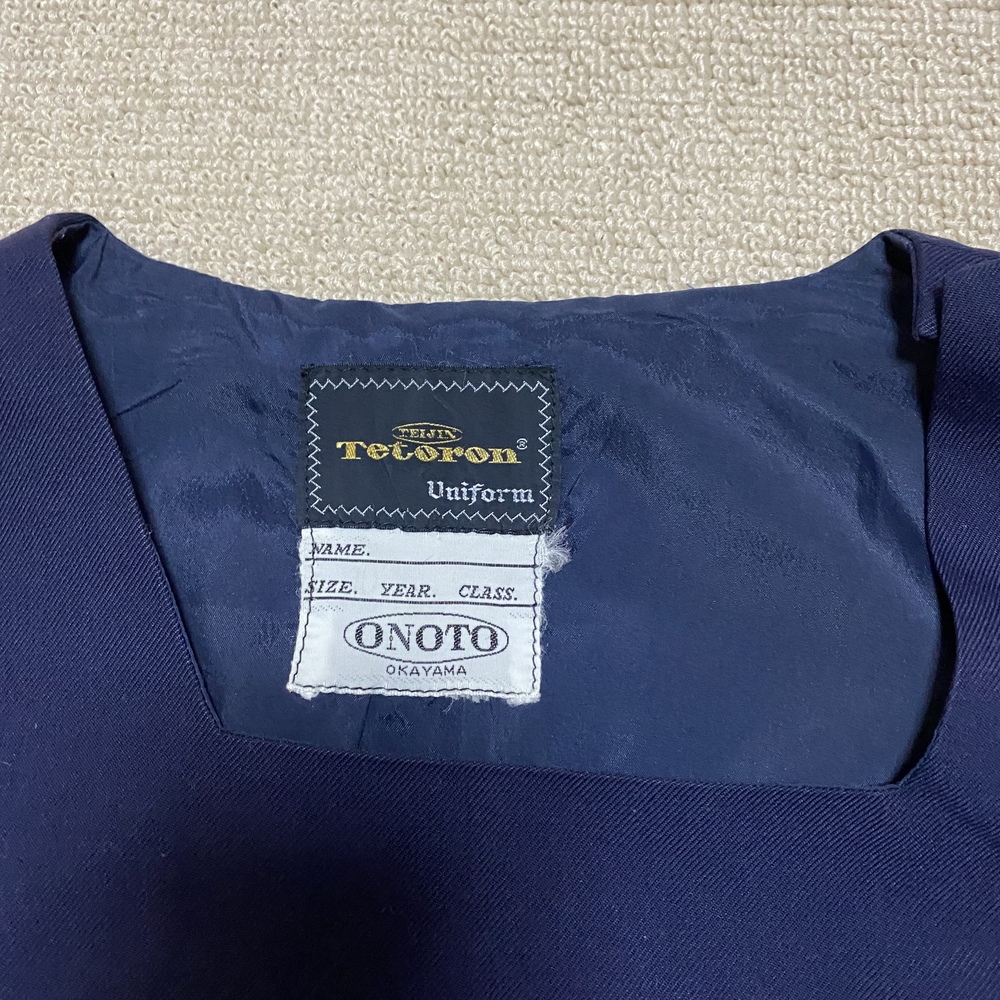 TEIJIN
Tetoron®
Uniform
NAME.
SIZE. YEAR. CLASS.
ONOTO
OKAYAMA